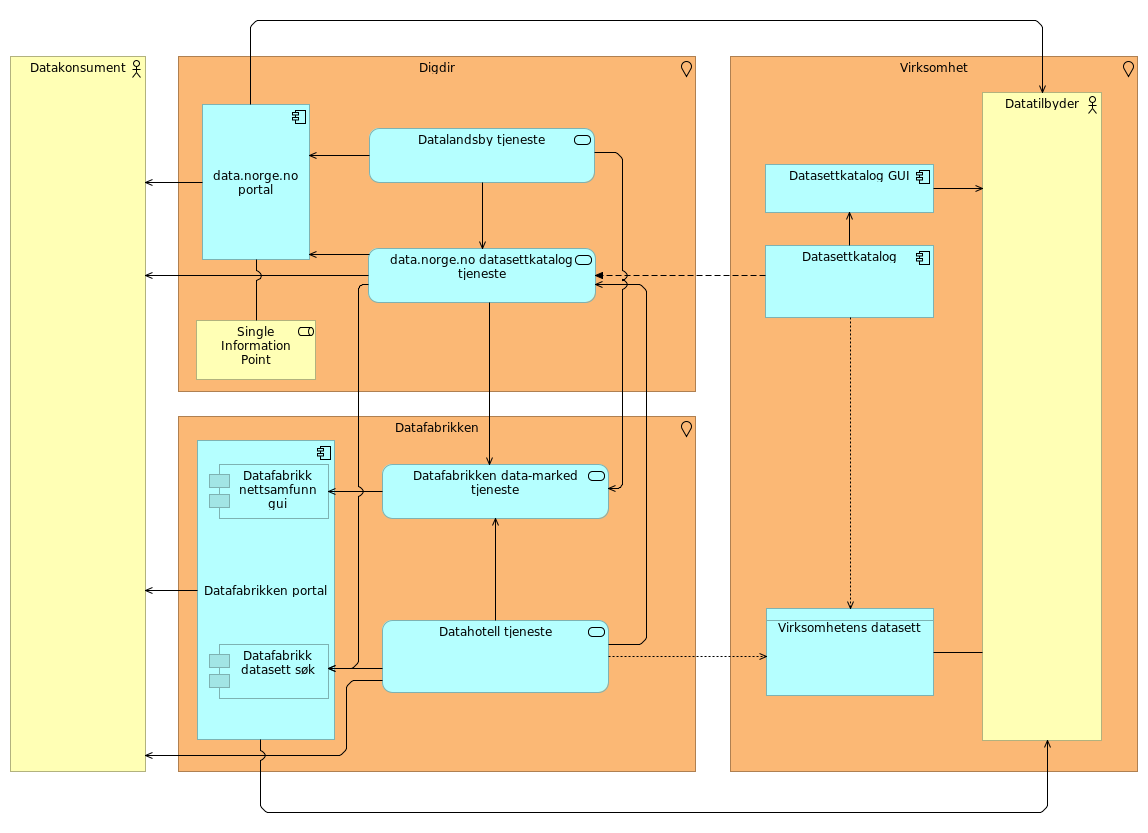 Datakonsument
Digdir
data.norge.no
portal
Datalandsby tjeneste
data.norge.no datasettkatalog
tjeneste
Single
Information
Point
Virksomhet
Datatilbyder
Datasettkatalog GUI
Datasettkatalog
Virksomhetens datasett
Datafabrikken
Datafabrikk
nettsamfunn
gui
Datafabrikken portal
Datafabrikk
datasett søk
Datafabrikken data-marked
tjeneste
Datahotell tjeneste